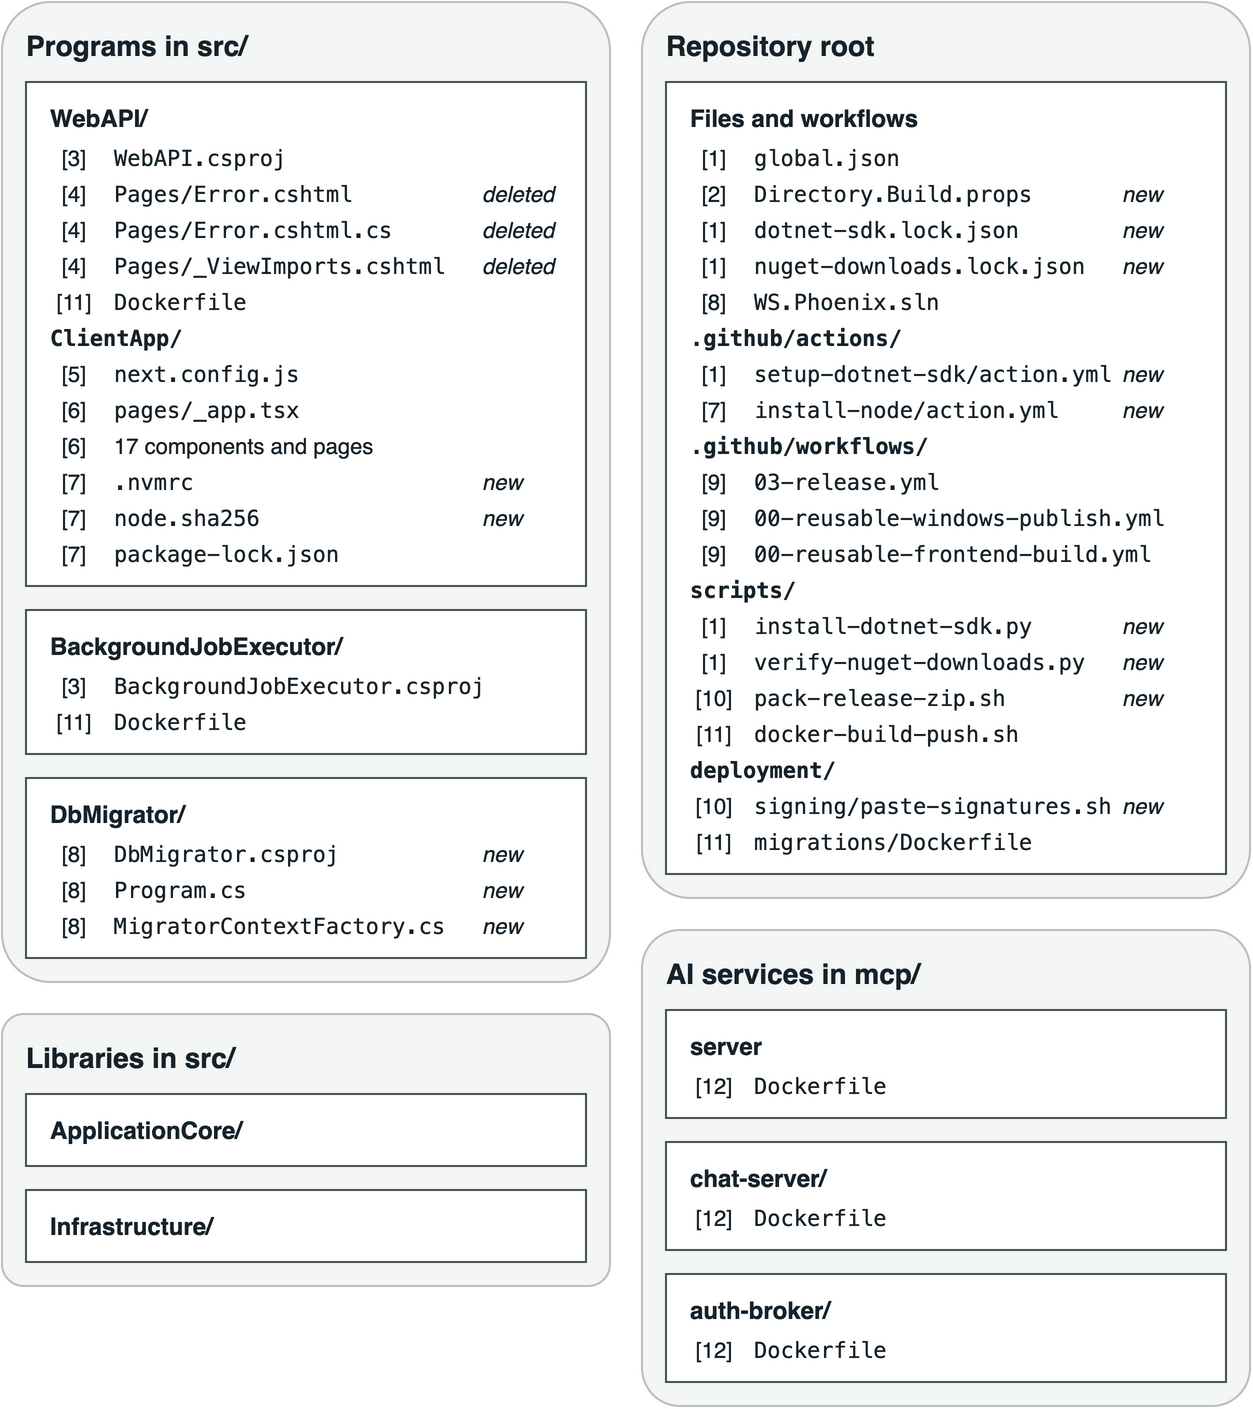 Programs in src/
WebAPI/
[3] WebAPI.csproj
[4] Pages/Error.cshtml deleted
[4] Pages/Error.cshtml.cs deleted
[4] Pages/_ViewImports.cshtml deleted
[11] Dockerfile
ClientApp/
[5] next.config.js
[6] pages/_app.tsx
[6] 17 components and pages
[7] .nvmrc new
[7] node.sha256 new
[7] package-lock.json
BackgroundJobExecutor/
[3] BackgroundJobExecutor.csproj
[11] Dockerfile
DbMigrator/
[8] DbMigrator.csproj new
[8] Program.cs new
[8] MigratorContextFactory.cs new
Libraries in src/
ApplicationCore/
Infrastructure/
Repository root
Files and workflows
[1] global.json
[2] Directory.Build.props new
[1] dotnet-sdk.lock.json new
[1] nuget-downloads.lock.json new
[8] WS.Phoenix.sln
.github/actions/
[1] setup-dotnet-sdk/action.yml new
[7] install-node/action.yml new
.github/workflows/
[9] 03-release.yml
[9] 00-reusable-windows-publish.yml
[9] 00-reusable-frontend-build.yml
scripts/
[1] install-dotnet-sdk.py new
[1] verify-nuget-downloads.py new
[10] pack-release-zip.sh new
[11] docker-build-push.sh
deployment/
[10] signing/paste-signatures.sh new
[11] migrations/Dockerfile
AI services in mcp/
server
[12] Dockerfile
chat-server/
[12] Dockerfile
auth-broker/
[12] Dockerfile